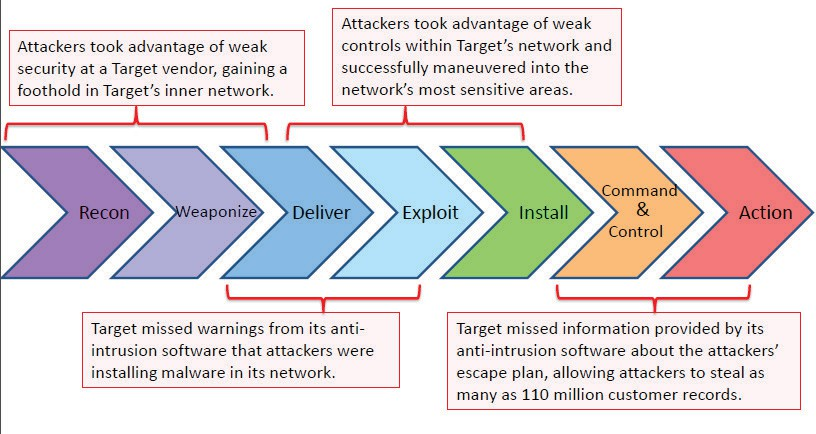 Attackers took advantage of weak
security at a Target vendor, gaining a
foothold in Target's inner network.
Attackers took advantage of weak
controls within Target's network and
successfully maneuvered into the
network's most sensitive areas.
Recon
Weaponize
Deliver
Exploit
Install
Command
&
Control
Action
Target missed warnings from its anti-
intrusion software that attackers were
installing malware in its network.
Target missed information provided by its
anti-intrusion software about the attackers'
escape plan, allowing attackers to steal as
many as 110 million customer records.